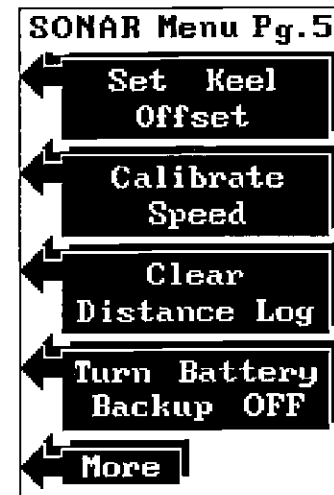 SONAR Menu Pg.5
Set Keel
Offset
Calibrate
Speed
Clear
Distance Log
Turn Battery
Backup OFF
More